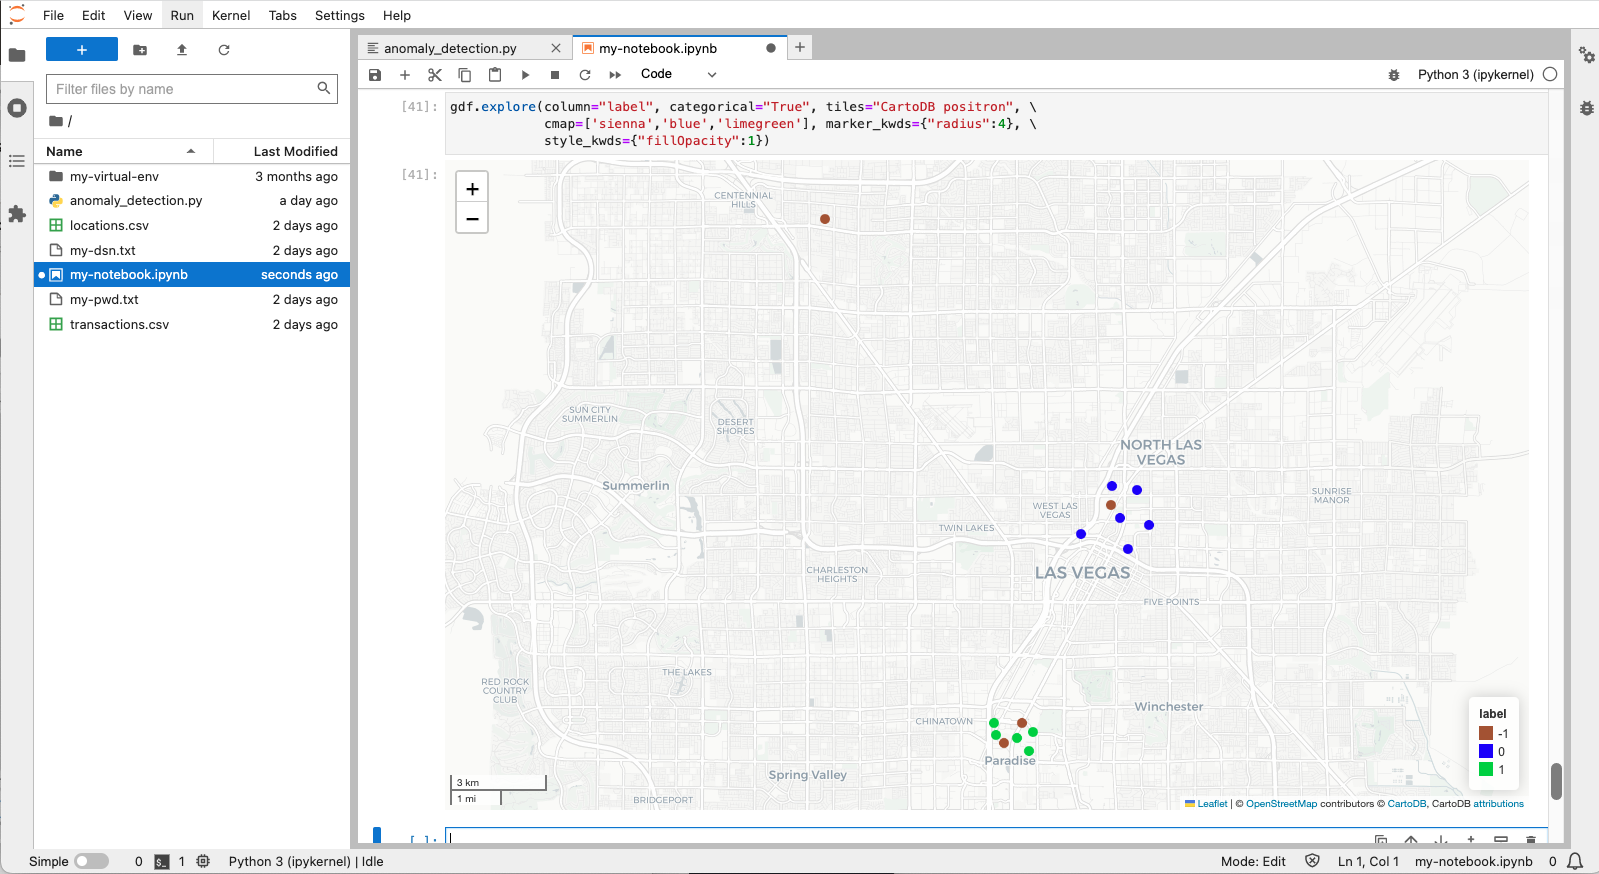 File Edit View Run Kernel Tabs Settings Help
+
Filter files by name
/
Name Last Modified
my-virtual-env 3 months ago
anomaly_detection.py a day ago
locations.csv 2 days ago
my-dsn.txt 2 days ago
my-notebook.ipynb seconds ago
my-pwd.txt 2 days ago
transactions.csv 2 days ago
anomaly_detection.py
my-notebook.ipynb
+
Code
Python 3 (ipykernel)
[41]: gdf.explore(column="label", categorical="True", tiles="CartoDB positron", \
cmap=['sienna','blue','limegreen'], marker_kwds={"radius":4}, \
style_kwds={"fillOpacity":1})
[41]:
+
−
CENTENNIAL
HILLS
SUN CITY
SUMMERLIN
DESERT
SHORES
NORTH LAS
VEGAS
Summerlin
SUNRISE
MANOR
WEST LAS
VEGAS
TWIN LAKES
CHARLESTON
HEIGHTS
LAS VEGAS
FIVE POINTS
THE LAKES
RED ROCK
COUNTRY
CLUB
Winchester
CHINATOWN
Paradise
Spring Valley
BRIDGEPORT
label
-1
0
1
3 km
1 mi
Leaflet | © OpenStreetMap contributors © CartoDB, CartoDB attributions
[ ]:
Simple 0 $_ 1 Python 3 (ipykernel) | Idle
Mode: Edit Ln 1, Col 1 my-notebook.ipynb 0